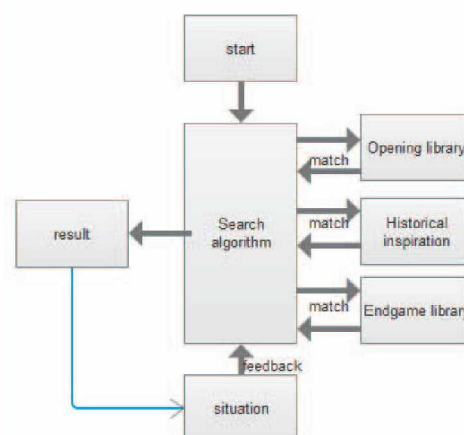 start
Search
algorithm
match
Opening library
match
Historical
inspiration
match
Endgame library
result
feedback
situation